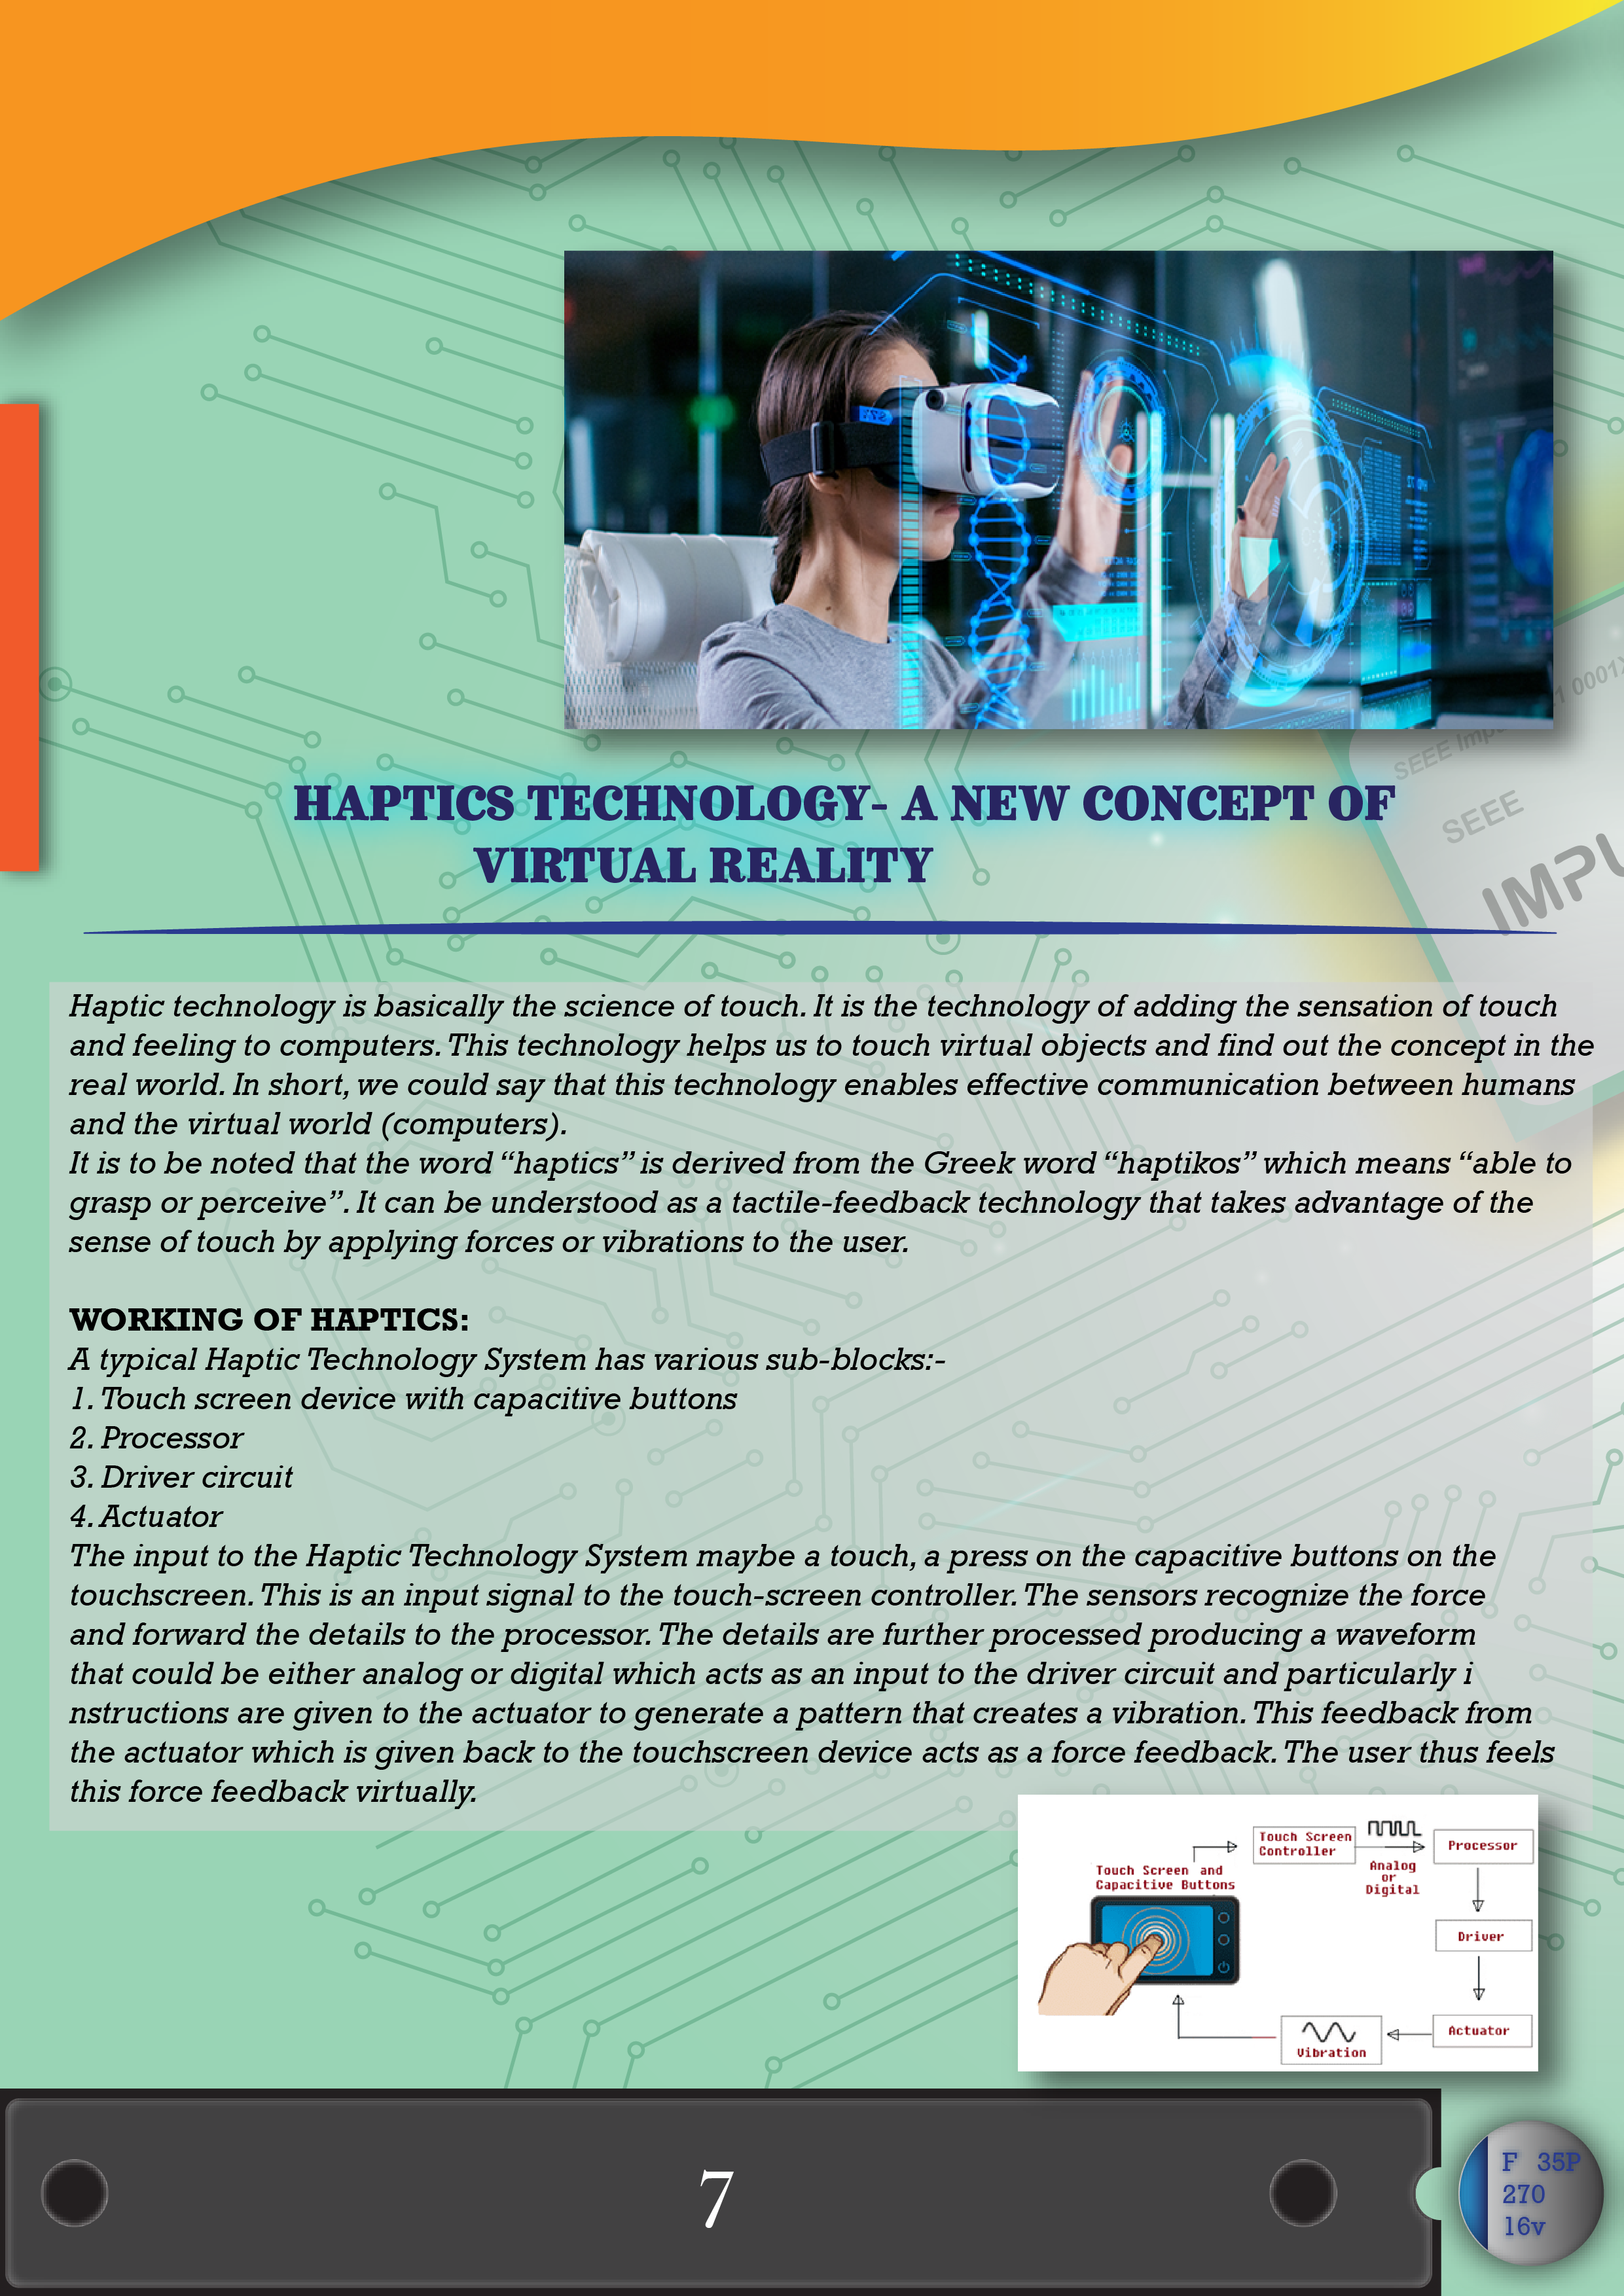 HAPTICS TECHNOLOGY- A NEW CONCEPT OF
VIRTUAL REALITY
SEEE
Haptic technology is basically the science of touch. It is the technology of adding the sensation of touch
and feeling to computers. This technology helps us to touch virtual objects and find out the concept in the
real world. In short, we could say that this technology enables effective communication between humans
and the virtual world (computers).
It is to be noted that the word “haptics” is derived from the Greek word “haptikos” which means “able to
grasp or perceive”. It can be understood as a tactile-feedback technology that takes advantage of the
sense of touch by applying forces or vibrations to the user.
WORKING OF HAPTICS:
A typical Haptic Technology System has various sub-blocks:-
1. Touch screen device with capacitive buttons
2. Processor
3. Driver circuit
4. Actuator
The input to the Haptic Technology System maybe a touch, a press on the capacitive buttons on the
touchscreen. This is an input signal to the touch-screen controller. The sensors recognize the force
and forward the details to the processor. The details are further processed producing a waveform
that could be either analog or digital which acts as an input to the driver circuit and particularly i
nstructions are given to the actuator to generate a pattern that creates a vibration. This feedback from
the actuator which is given back to the touchscreen device acts as a force feedback. The user thus feels
this force feedback virtually.
Touch Screen and
Capacitive Buttons
Touch Screen
Controller
Analog
or
Digital
Processor
Driver
Actuator
Vibration
7
F 35P
270
16v